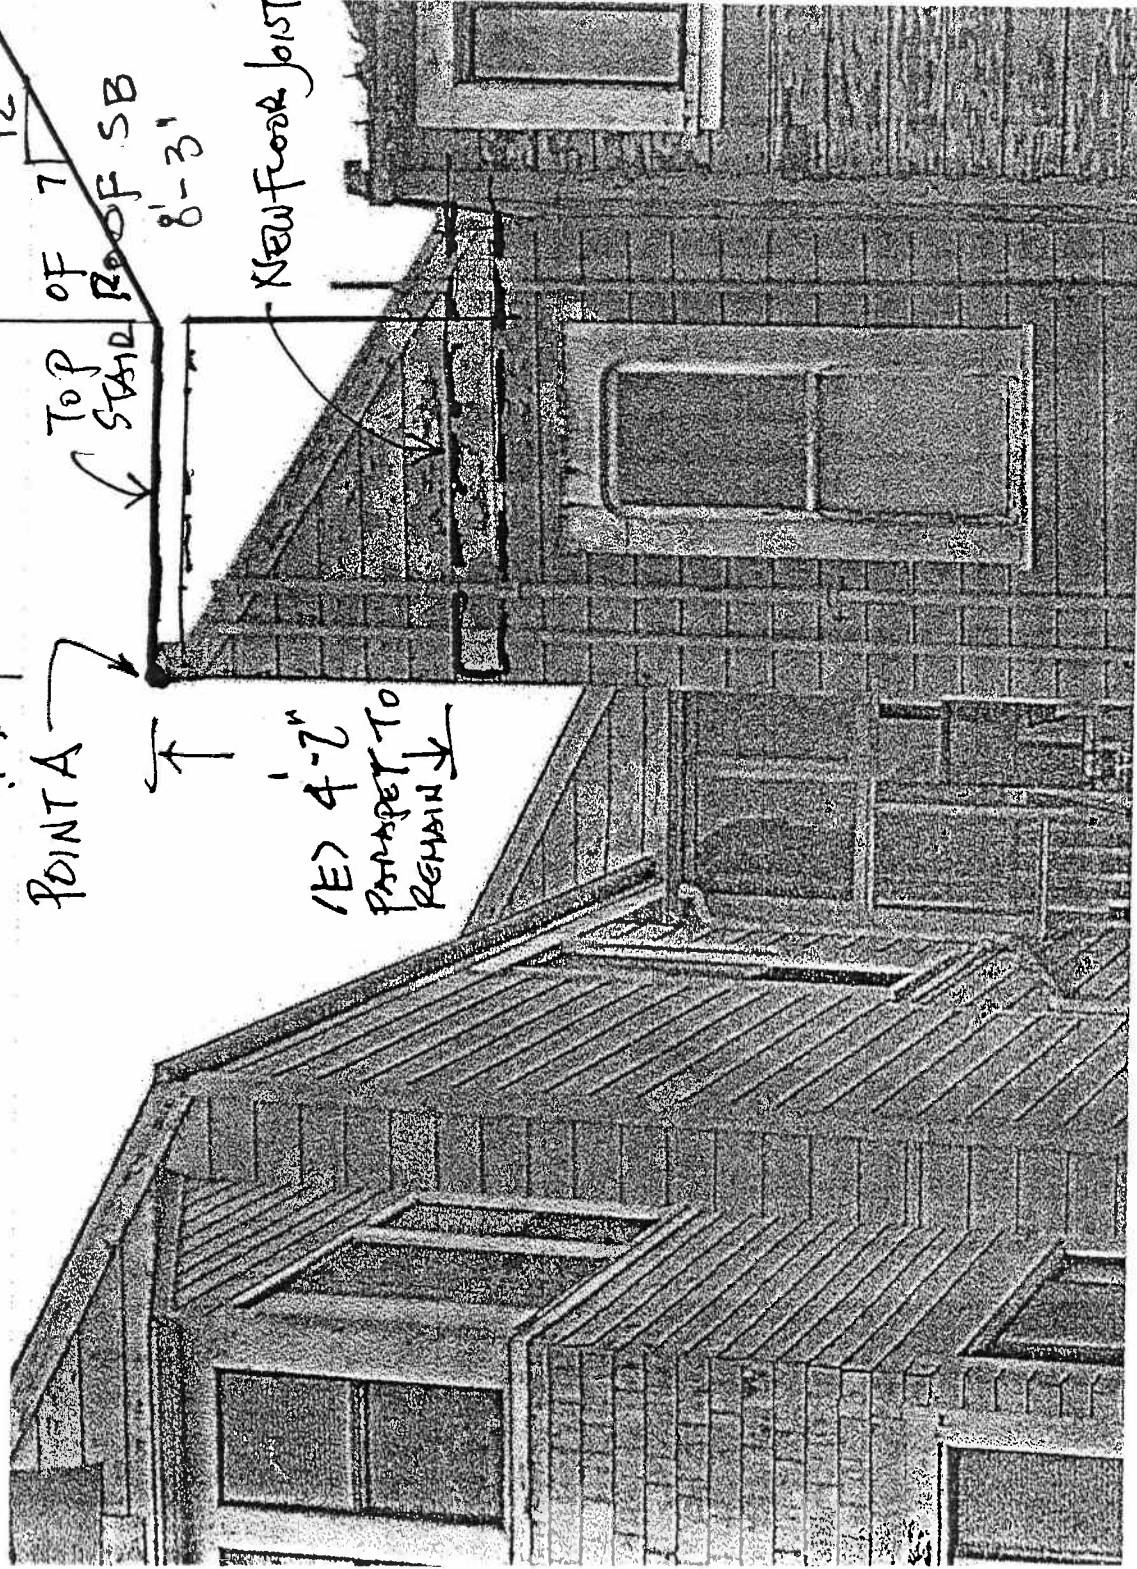 POINT A
TOP OF
STAIR ROOF SB
8'-3"
12
7
NEW FLOOR JOIST
(E) 4'-2"
PARAPET TO
REMAIN